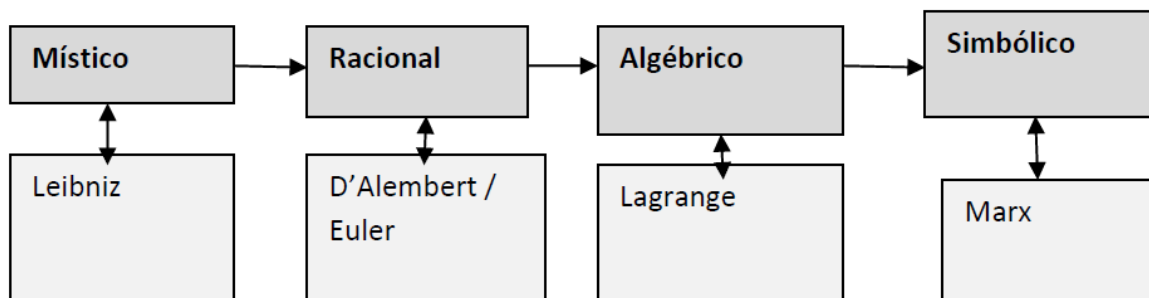 Místico
Racional
Algébrico
Simbólico
Leibniz
D’Alembert /
Euler
Lagrange
Marx